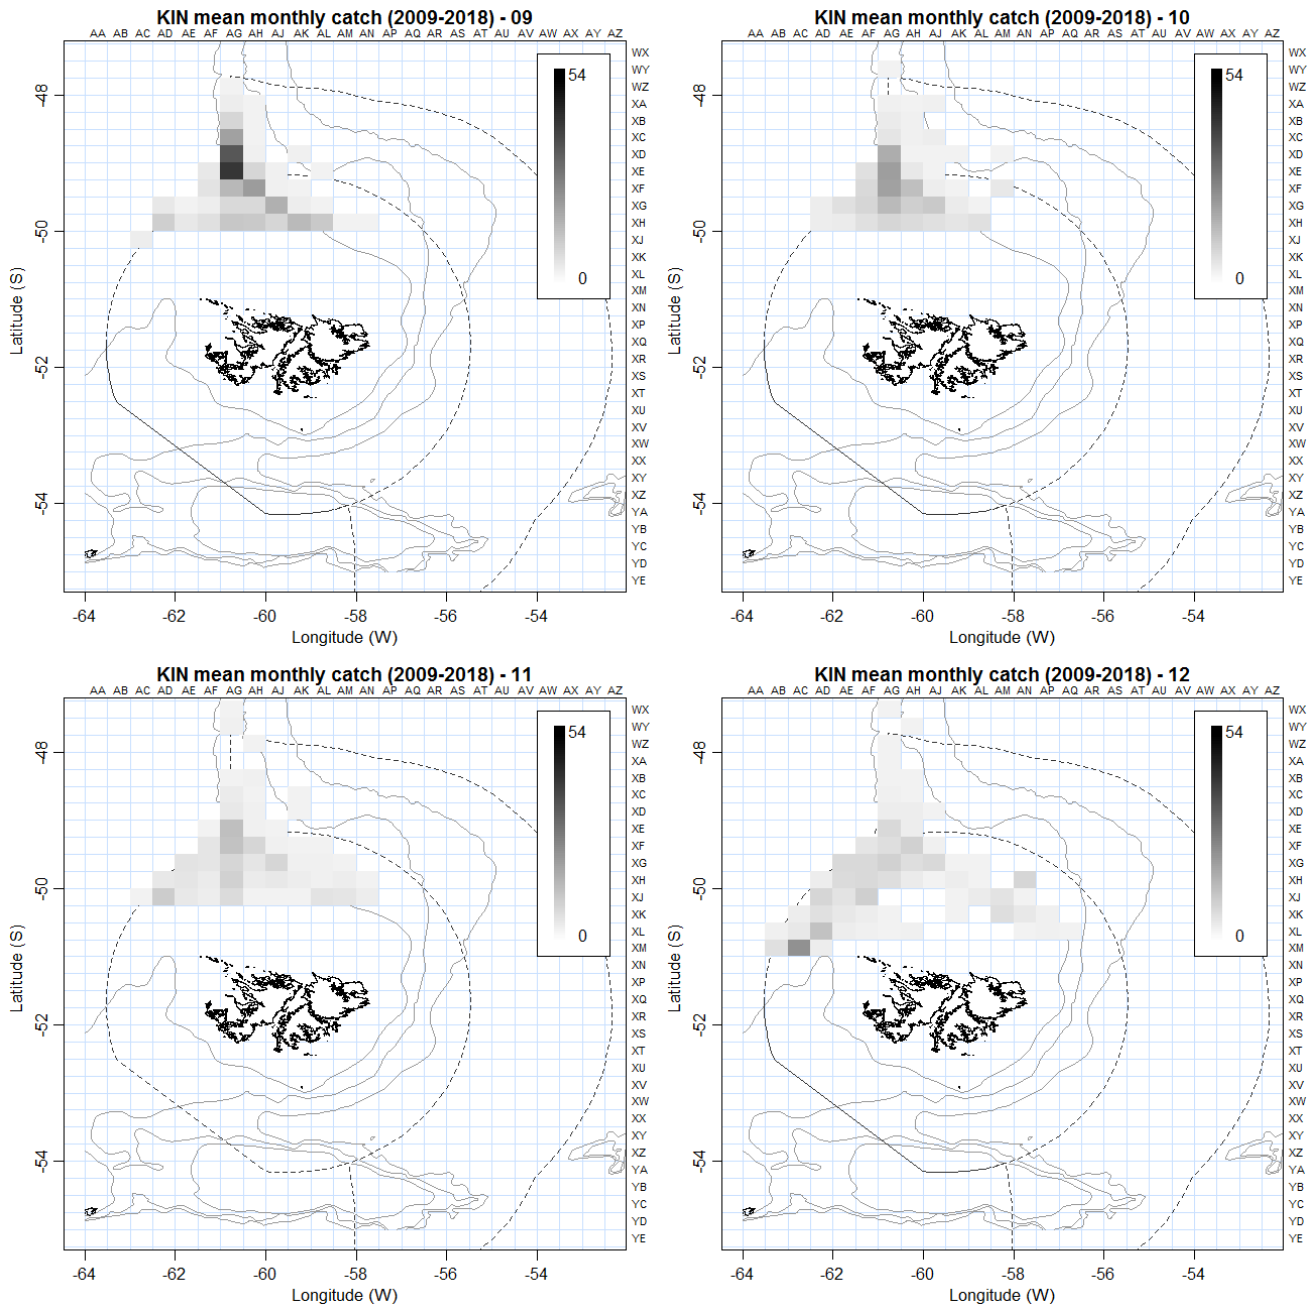 KIN mean monthly catch (2009-2018) - 09
AA AB AC AD AE AF AG AH AJ AK AL AM AN AP AQ AR AS AT AU AV AW AX AY AZ
WX
WY
WZ
XA
XB
XC
XD
XE
XF
XG
XH
XJ
XK
XL
XM
XN
XP
XQ
XR
XS
XT
XU
XV
XW
XX
XY
XZ
YA
YB
YC
YD
YE
54
0
-48
-50
-52
-54
Latitude (S)
-64 -62 -60 -58 -56 -54
Longitude (W)
KIN mean monthly catch (2009-2018) - 10
AA AB AC AD AE AF AG AH AJ AK AL AM AN AP AQ AR AS AT AU AV AW AX AY AZ
WX
WY
WZ
XA
XB
XC
XD
XE
XF
XG
XH
XJ
XK
XL
XM
XN
XP
XQ
XR
XS
XT
XU
XV
XW
XX
XY
XZ
YA
YB
YC
YD
YE
54
0
-48
-50
-52
-54
Latitude (S)
-64 -62 -60 -58 -56 -54
Longitude (W)
KIN mean monthly catch (2009-2018) - 11
AA AB AC AD AE AF AG AH AJ AK AL AM AN AP AQ AR AS AT AU AV AW AX AY AZ
WX
WY
WZ
XA
XB
XC
XD
XE
XF
XG
XH
XJ
XK
XL
XM
XN
XP
XQ
XR
XS
XT
XU
XV
XW
XX
XY
XZ
YA
YB
YC
YD
YE
54
0
-48
-50
-52
-54
Latitude (S)
-64 -62 -60 -58 -56 -54
Longitude (W)
KIN mean monthly catch (2009-2018) - 12
AA AB AC AD AE AF AG AH AJ AK AL AM AN AP AQ AR AS AT AU AV AW AX AY AZ
WX
WY
WZ
XA
XB
XC
XD
XE
XF
XG
XH
XJ
XK
XL
XM
XN
XP
XQ
XR
XS
XT
XU
XV
XW
XX
XY
XZ
YA
YB
YC
YD
YE
54
0
-48
-50
-52
-54
Latitude (S)
-64 -62 -60 -58 -56 -54
Longitude (W)